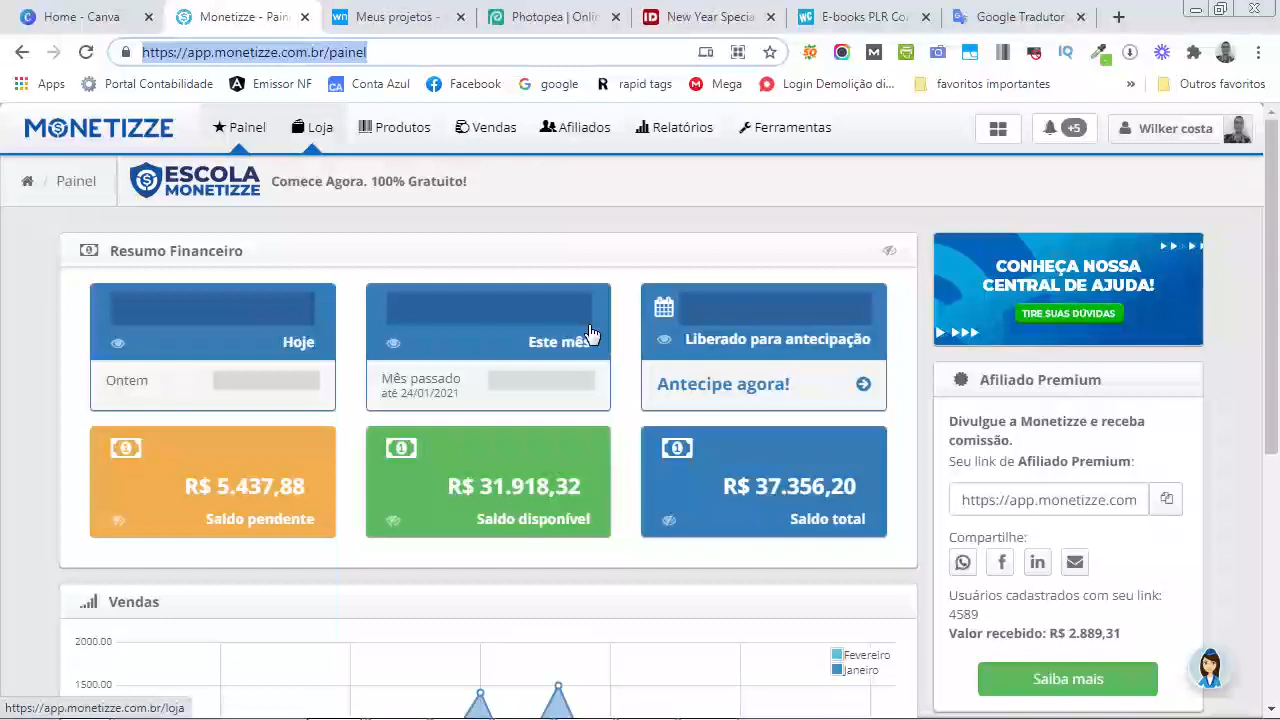 Home - Canva
Monetizze - Pain
Meus projetos -
Photopea | Onlin
New Year Specia
E-books PLR Co
Google Tradutor
https://app.monetizze.com.br/painel
Apps
Portal Contabilidade
Emissor NF
Conta Azul
Facebook
google
rapid tags
Mega
Login Demolição di...
favoritos importantes
»
Outros favoritos
MONETIZZE
Painel
Loja
Produtos
Vendas
Afiliados
Relatórios
Ferramentas
+5
Wilker costa
/ Painel
ESCOLA
MONETIZZE
Comece Agora. 100% Gratuito!
Resumo Financeiro
Hoje
Ontem
Este mês
Mês passado
24/01/2021
Liberado para antecipação
Antecipe agora!
R$ 5.437,88
Saldo pendente
R$ 31.918,32
Saldo disponível
R$ 37.356,20
Saldo total
Vendas
2000.00
1500.00
Fevereiro
Janeiro
CONHEÇA NOSSA
CENTRAL DE AJUDA!
TIRE SUAS DÚVIDAS
Afiliado Premium
Divulgue a Monetizze e receba
comissão.
Seu link de Afiliado Premium:
https://app.monetizze.com
Compartilhe:
Usuários cadastrados com seu link:
4589
Valor recebido: R$ 2.889,31
Saiba mais
https://app.monetizze.com.br/loja